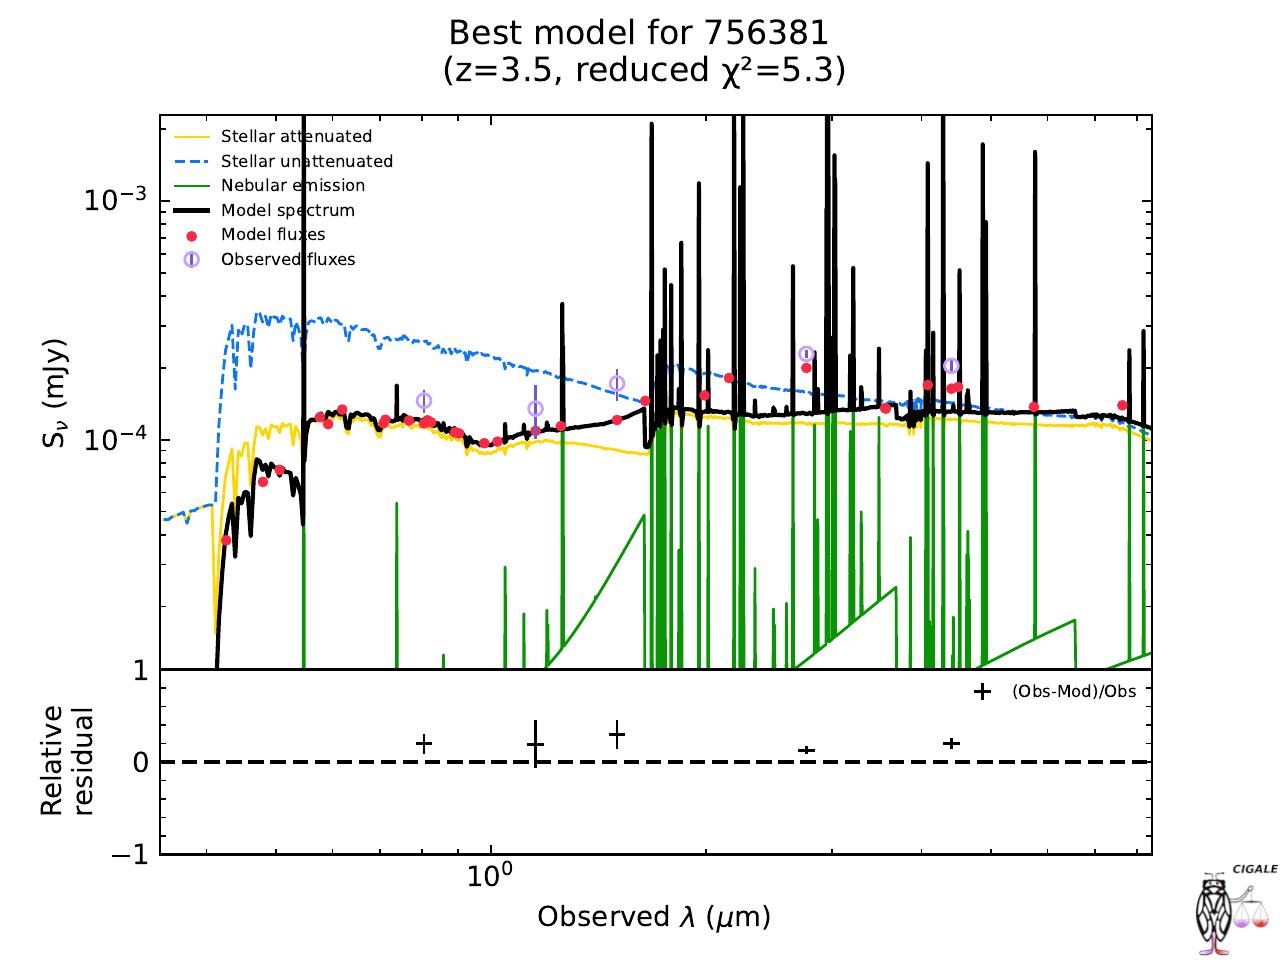 Best model for 756381
(z=3.5, reduced χ²=5.3)
Stellar attenuated
Stellar unattenuated
Nebular emission
Model spectrum
Model fluxes
Observed fluxes
10⁻³
10⁻⁴
S𝜈 (mJy)
1
0
−1
Relative
residual
(Obs-Mod)/Obs
10⁰
Observed λ (μm)
CIGALE